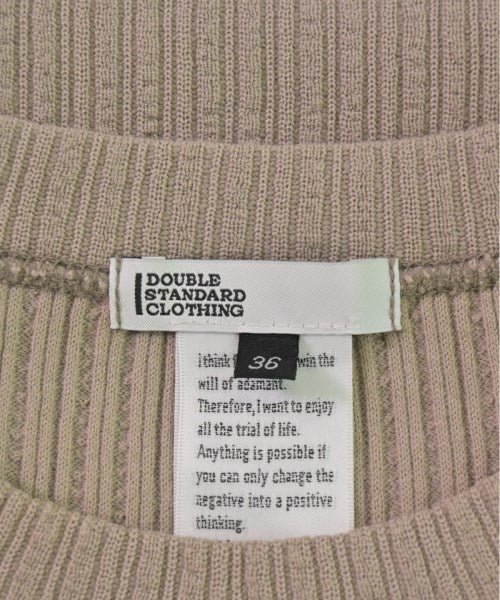 DOUBLE
STANDARD
CLOTHING
36
I think win the
will of adamant.
Therefore, I want to enjoy
all the trial of life.
Anything is possible if
you can only change the
negative into a positive
thinking.